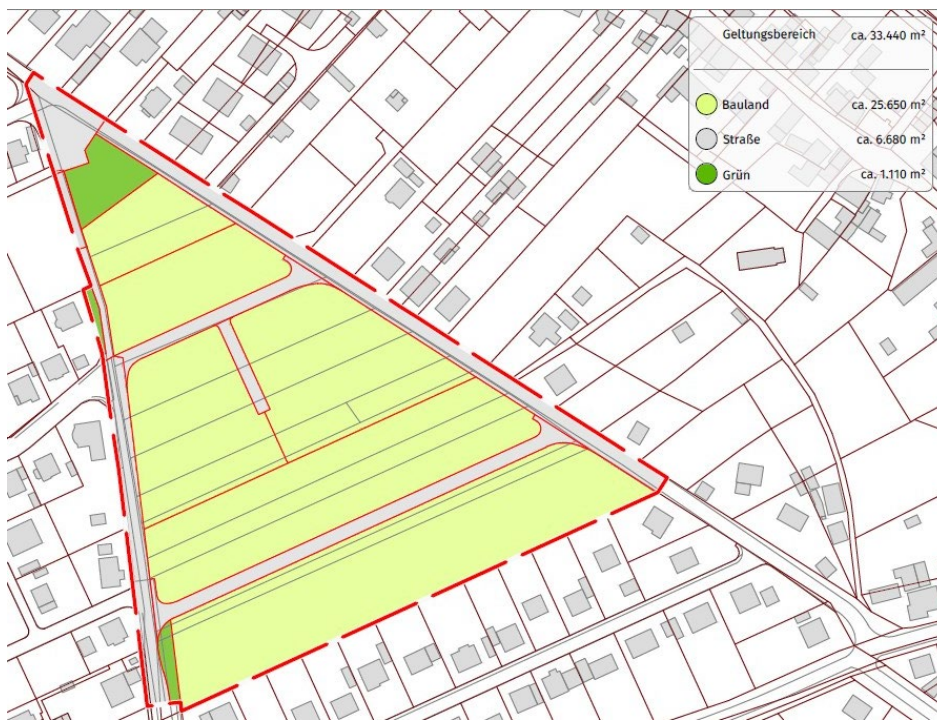 Geltungsbereich ca. 33.440 m²
Bauland ca. 25.650 m²
Straße ca. 6.680 m²
Grün ca. 1.110 m²